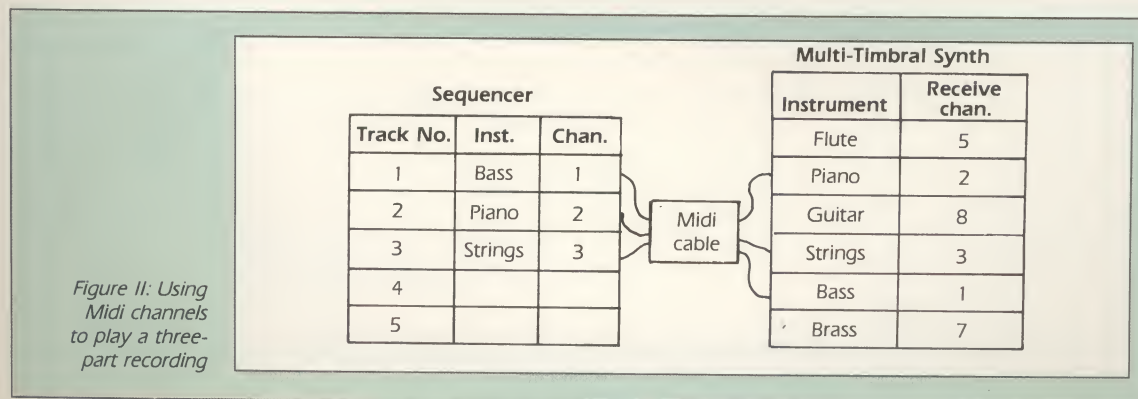 Figure II: Using
Midi channels
to play a three-
part recording
Sequencer
Track No. Inst. Chan.
1 Bass 1
2 Piano 2
3 Strings 3
4
5
Midi
cable
Multi-Timbral Synth
Instrument Receive
chan.
Flute 5
Piano 2
Guitar 8
Strings 3
Bass 1
Brass 7